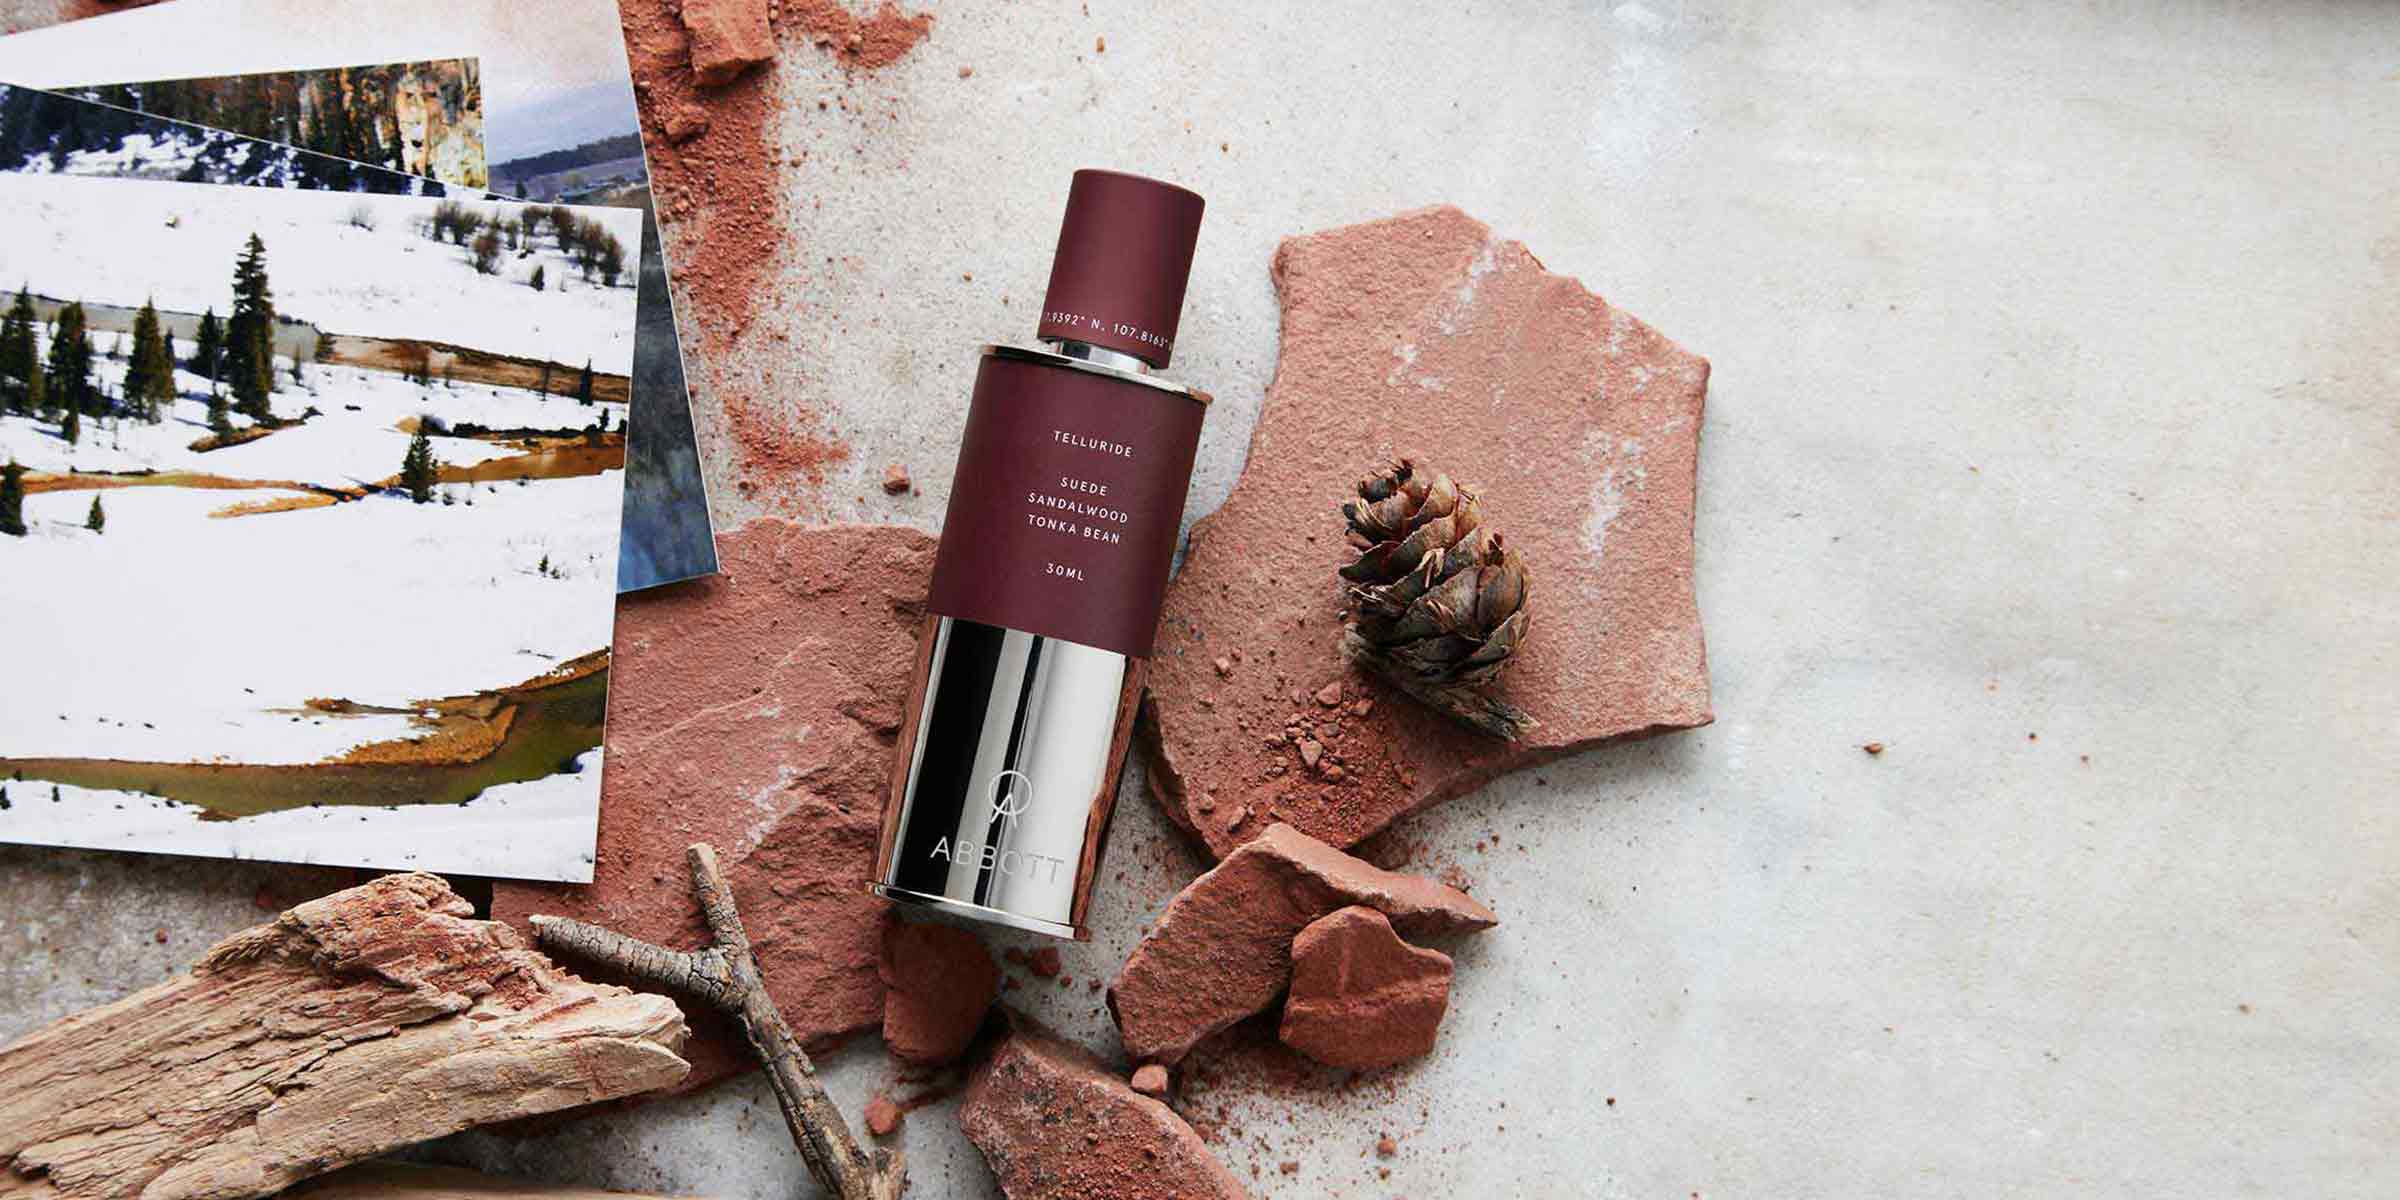 .9392° N, 107.8163°
TELLURIDE
SUEDE
SANDALWOOD
TONKA BEAN
30ML
ABBOTT